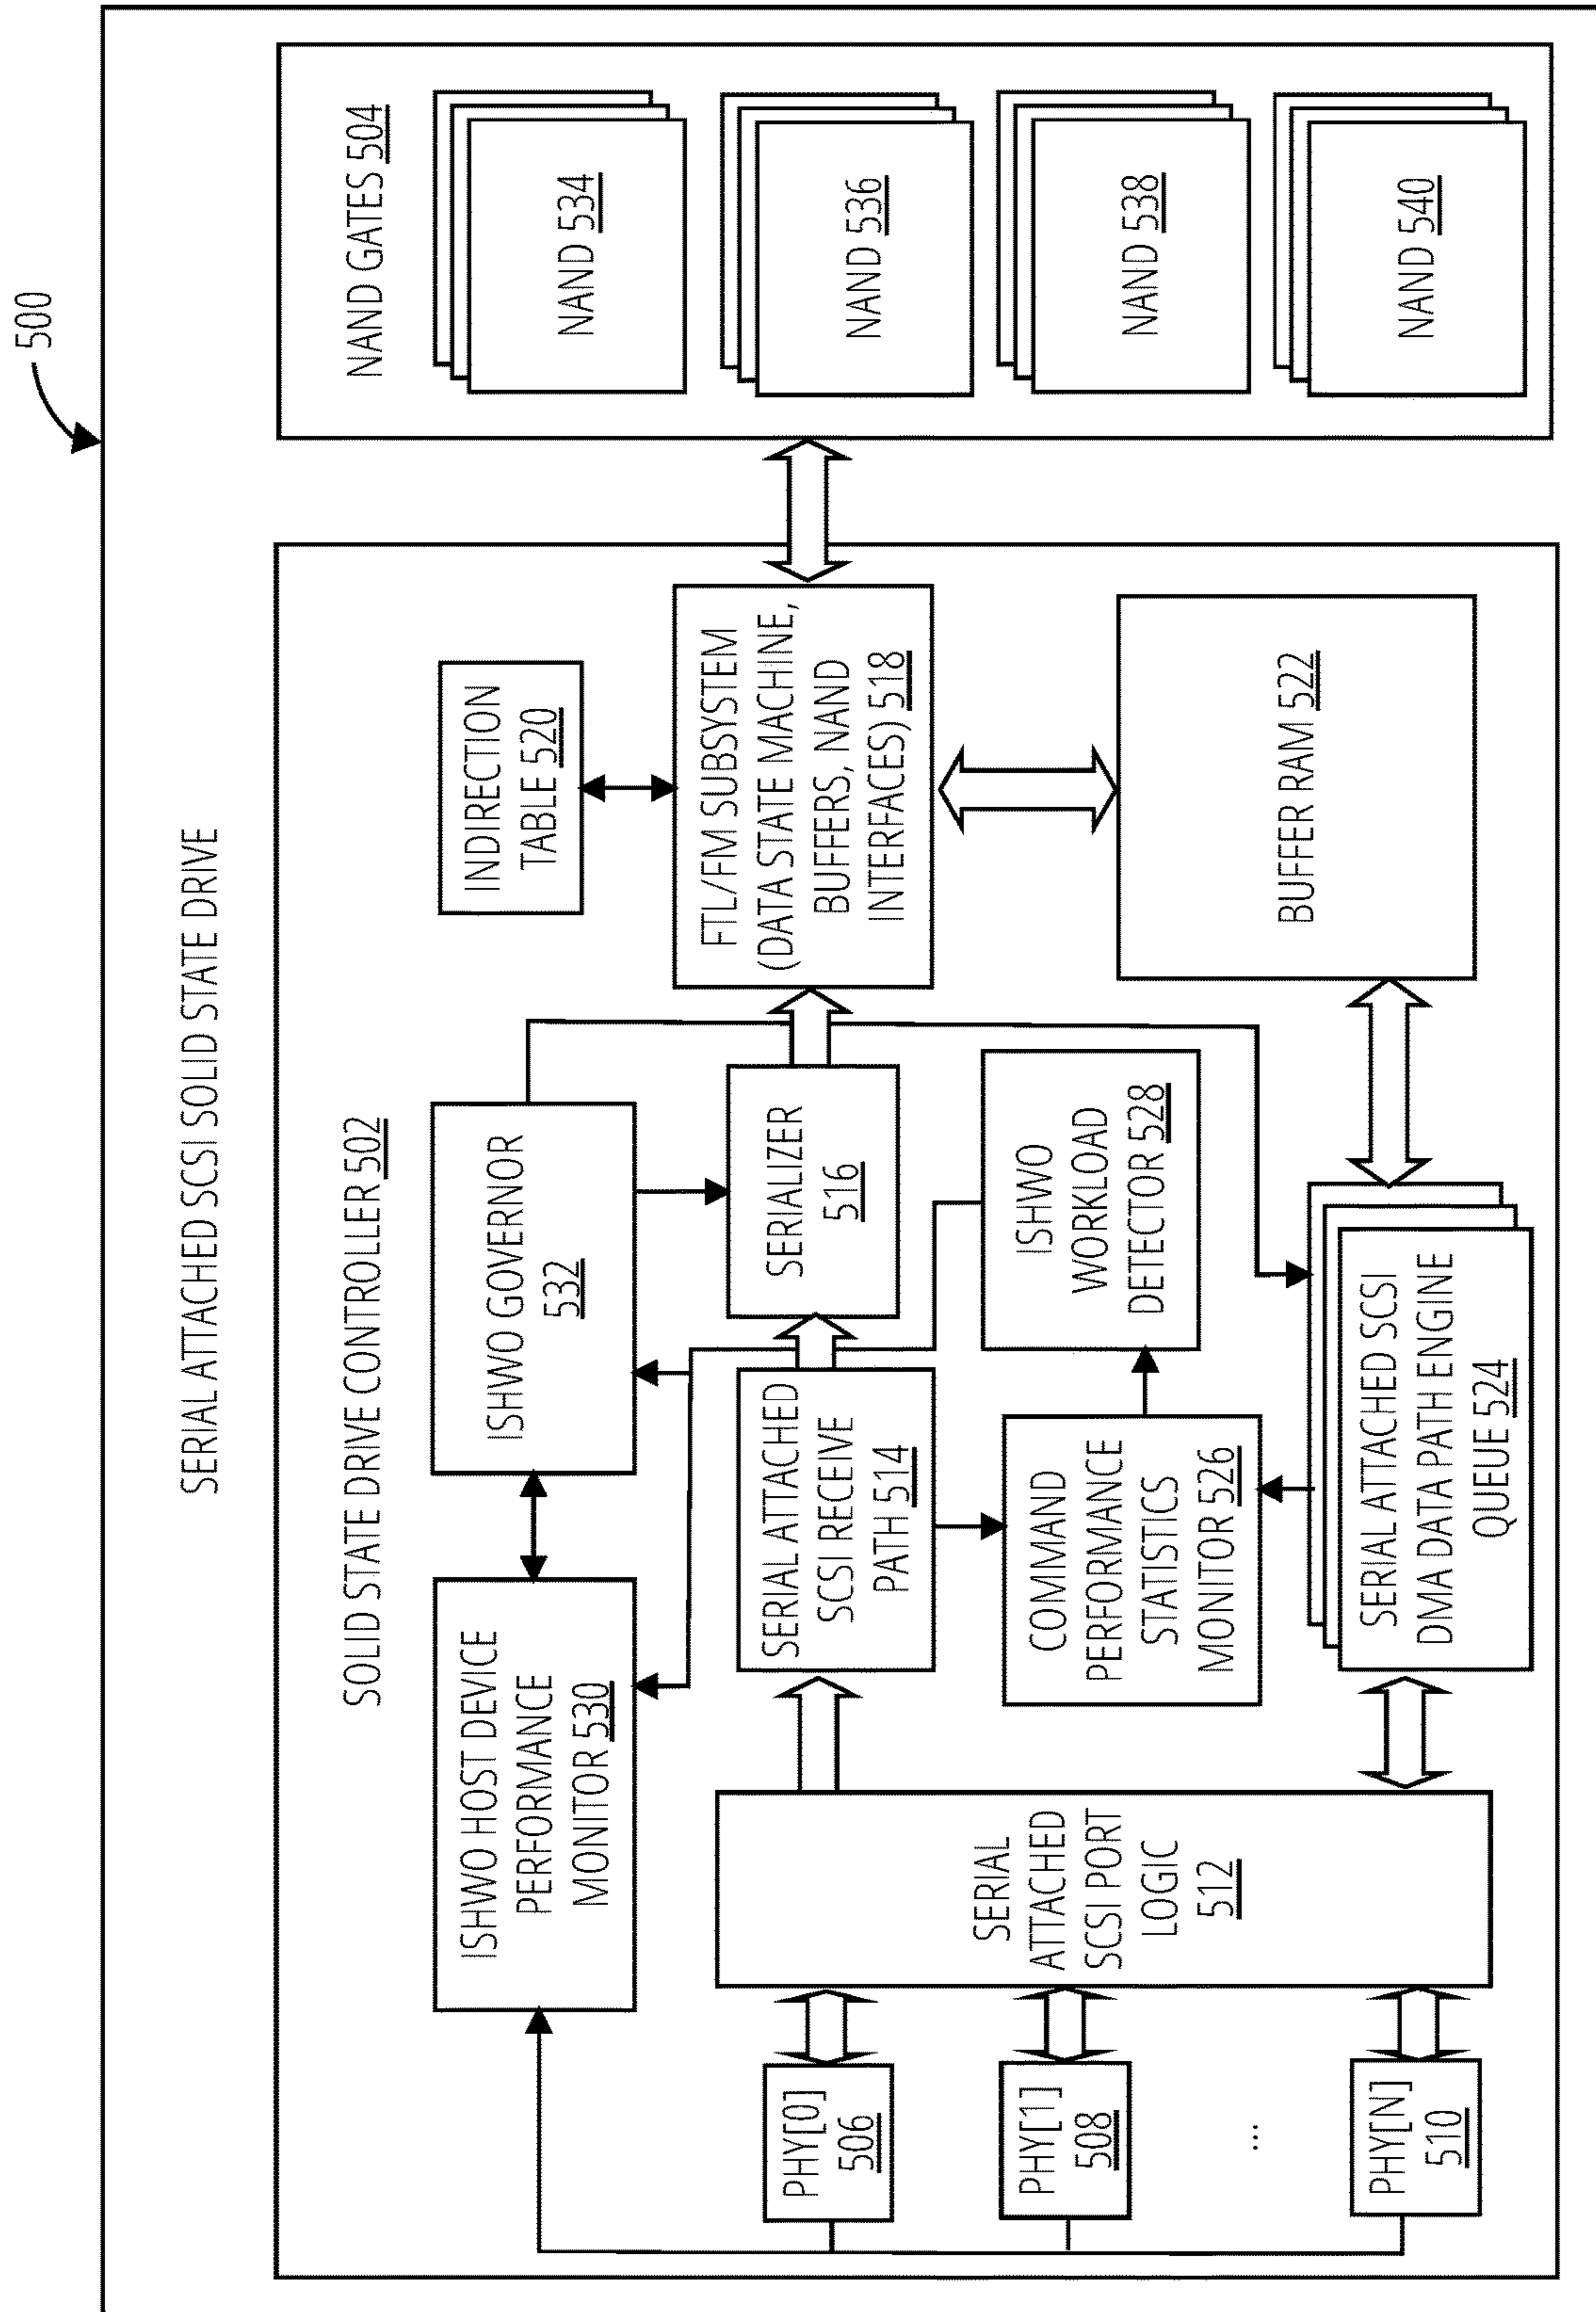 500
SERIAL ATTACHED SCSI SOLID STATE DRIVE
SOLID STATE DRIVE CONTROLLER 502
NAND GATES 504
ISHWO HOST DEVICE
PERFORMANCE
MONITOR 530
ISHWO GOVERNOR
532
INDIRECTION
TABLE 520
NAND 534
PHY[0]
506
SERIAL ATTACHED
SCSI RECEIVE
PATH 514
SERIALIZER
516
FTL/FM SUBSYSTEM
(DATA STATE MACHINE,
BUFFERS, NAND
INTERFACES) 518
NAND 536
PHY[1]
508
SERIAL
ATTACHED
SCSI PORT
LOGIC
512
COMMAND
PERFORMANCE
STATISTICS
MONITOR 526
ISHWO
WORKLOAD
DETECTOR 528
NAND 538
...
PHY[N]
510
SERIAL ATTACHED SCSI
DMA DATA PATH ENGINE
QUEUE 524
BUFFER RAM 522
NAND 540